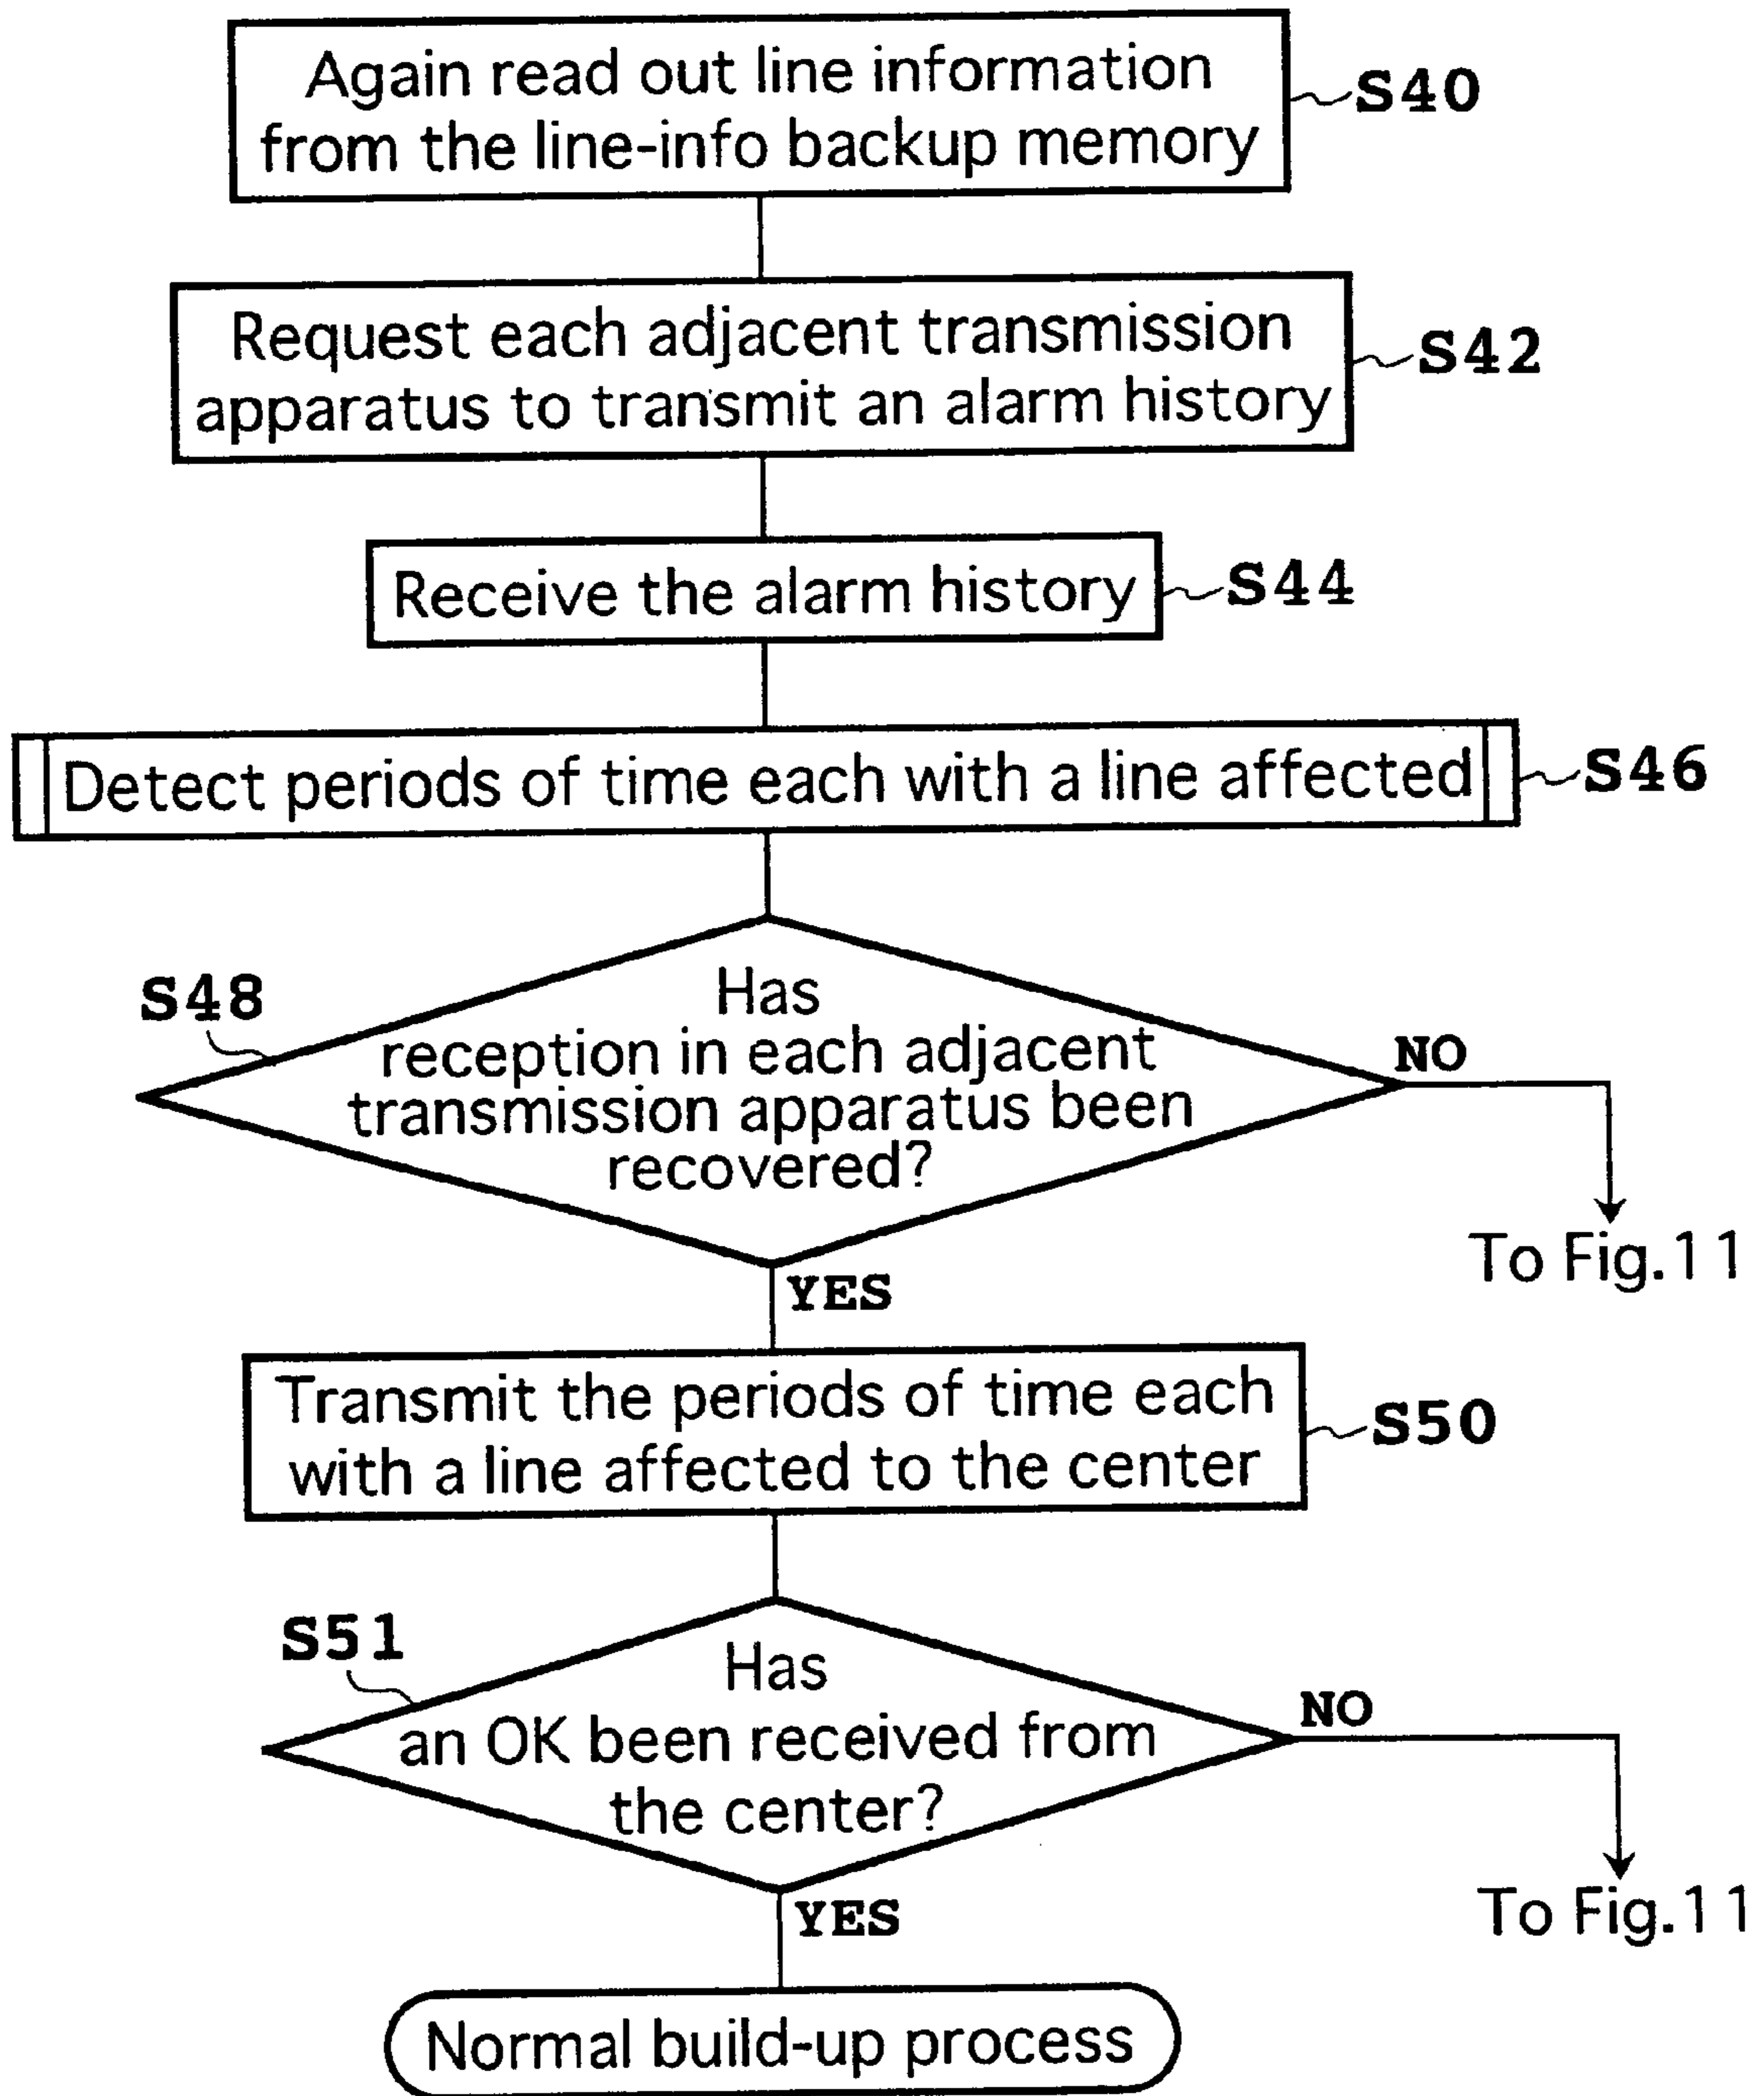 Again read out line information
from the line-info backup memory
S40
Request each adjacent transmission
apparatus to transmit an alarm history
S42
Receive the alarm history
S44
Detect periods of time each with a line affected
S46
S48
Has
reception in each adjacent
transmission apparatus been
recovered?
NO
To Fig.11
YES
Transmit the periods of time each
with a line affected to the center
S50
S51
Has
an OK been received from
the center?
NO
To Fig.11
YES
Normal build-up process